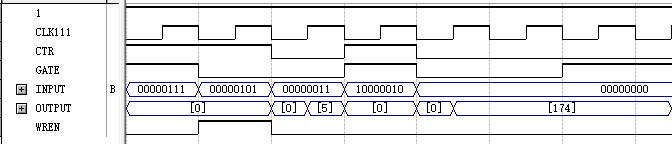 1
CLK111
CTR
GATE
INPUT B 00000111 00000101 00000011 10000010 00000000
OUTPUT [0] [0] [5] [0] [0] [174]
WREN